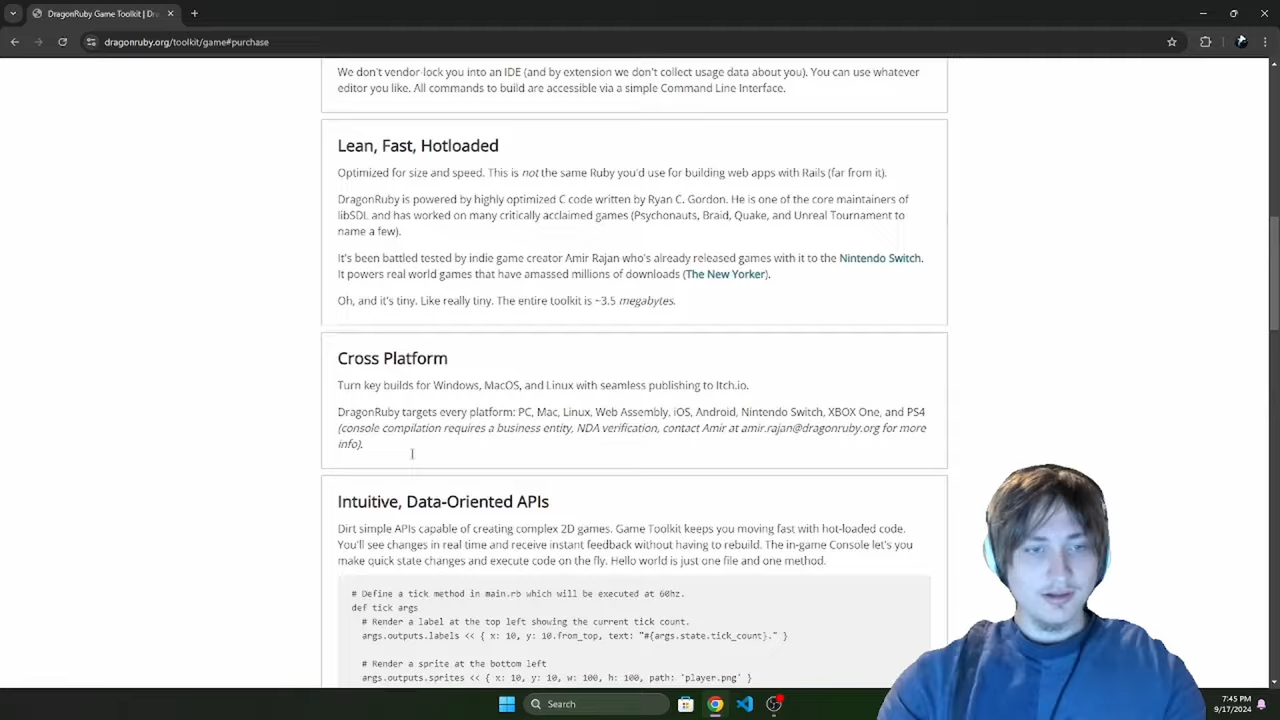 DragonRuby Game Toolkit | Dr
dragonruby.org/toolkit/game#purchase
We don't vendor lock you into an IDE (and by extension we don't collect usage data about you). You can use whatever
editor you like. All commands to build are accessible via a simple Command Line Interface.
Lean, Fast, Hotloaded
Optimized for size and speed. This is not the same Ruby you'd use for building web apps with Rails (far from it).
DragonRuby is powered by highly optimized C code written by Ryan C. Gordon. He is one of the core maintainers of
libSDL and has worked on many critically acclaimed games (Psychonauts, Braid, Quake, and Unreal Tournament to
name a few).
It's been battled tested by indie game creator Amir Rajan who's already released games with it to the Nintendo Switch.
It powers real world games that have amassed millions of downloads (The New Yorker).
Oh, and it's tiny. Like really tiny. The entire toolkit is ~3.5 megabytes.
Cross Platform
Turn key builds for Windows, MacOS, and Linux with seamless publishing to Itch.io.
DragonRuby targets every platform: PC, Mac, Linux, Web Assembly, iOS, Android, Nintendo Switch, XBOX One, and PS4
(console compilation requires a business entity, NDA verification, contact Amir at amir.rajan@dragonruby.org for more
info).
Intuitive, Data-Oriented APIs
Dirt simple APIs capable of creating complex 2D games. Game Toolkit keeps you moving fast with hot-loaded code.
You'll see changes in real time and receive instant feedback without having to rebuild. The in-game Console let's you
make quick state changes and execute code on the fly. Hello world is just one file and one method.
# Define a tick method in main.rb which will be executed at 60hz.
def tick args
# Render a label at the top left showing the current tick count.
args.outputs.labels << { x: 10, y: 10.from_top, text: "#{args.state.tick_count}." }
# Render a sprite at the bottom left
args.outputs.sprites << { x: 10, y: 10, w: 100, h: 100, path: 'player.png' }
Search
7:45 PM
9/17/2024